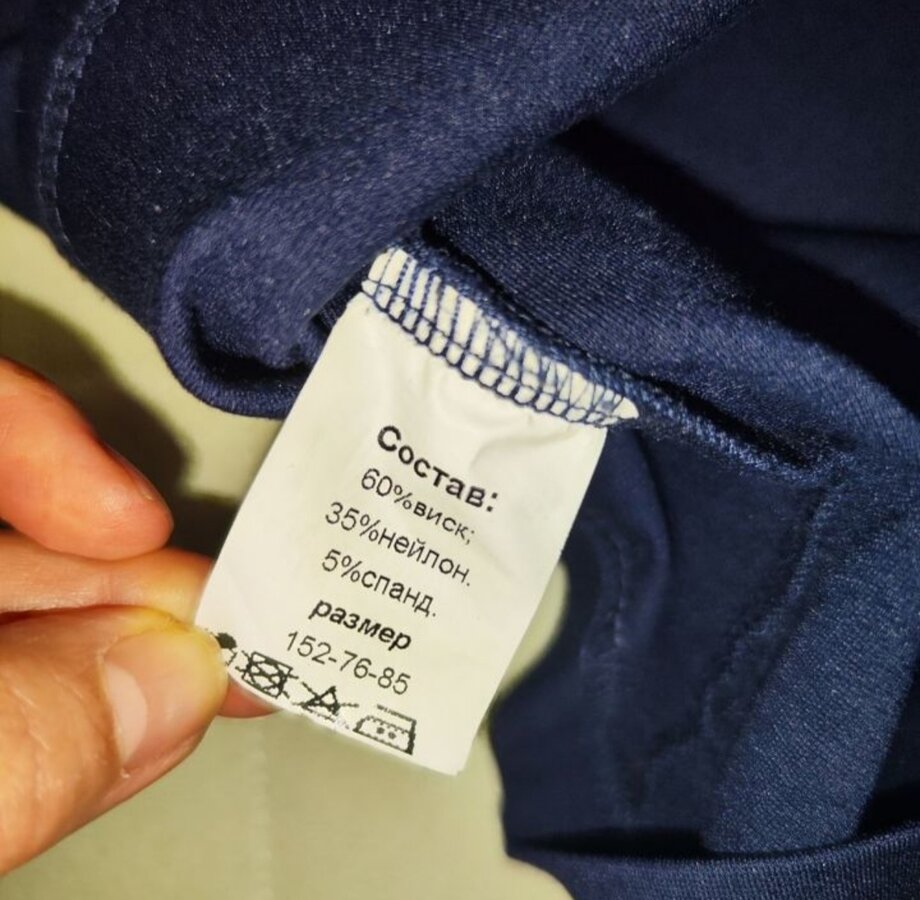 Состав:
60%виск;
35%нейлон.
5%спанд.
размер
152-76-85